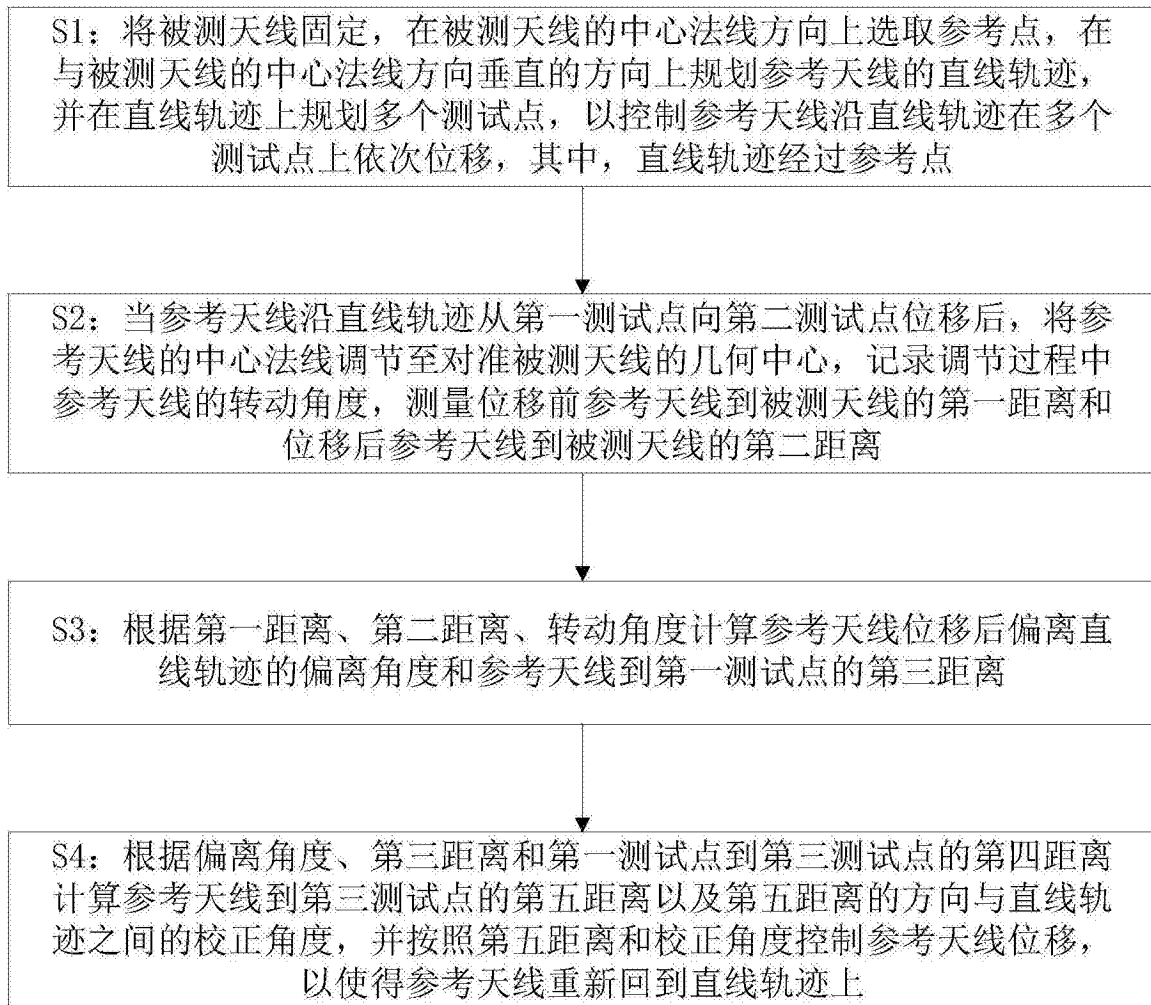 S1：将被测天线固定，在被测天线的中心法线方向上选取参考点，在
与被测天线的中心法线方向垂直的方向上规划参考天线的直线轨迹，
并在直线轨迹上规划多个测试点，以控制参考天线沿直线轨迹在多个
测试点上依次位移，其中，直线轨迹经过参考点
S2：当参考天线沿直线轨迹从第一测试点向第二测试点位移后，将参
考天线的中心法线调节至对准被测天线的几何中心，记录调节过程中
参考天线的转动角度，测量位移前参考天线到被测天线的第一距离和
位移后参考天线到被测天线的第二距离
S3：根据第一距离、第二距离、转动角度计算参考天线位移后偏离直
线轨迹的偏离角度和参考天线到第一测试点的第三距离
S4：根据偏离角度、第三距离和第一测试点到第三测试点的第四距离
计算参考天线到第三测试点的第五距离以及第五距离的方向与直线轨
迹之间的校正角度，并按照第五距离和校正角度控制参考天线位移，
以使得参考天线重新回到直线轨迹上